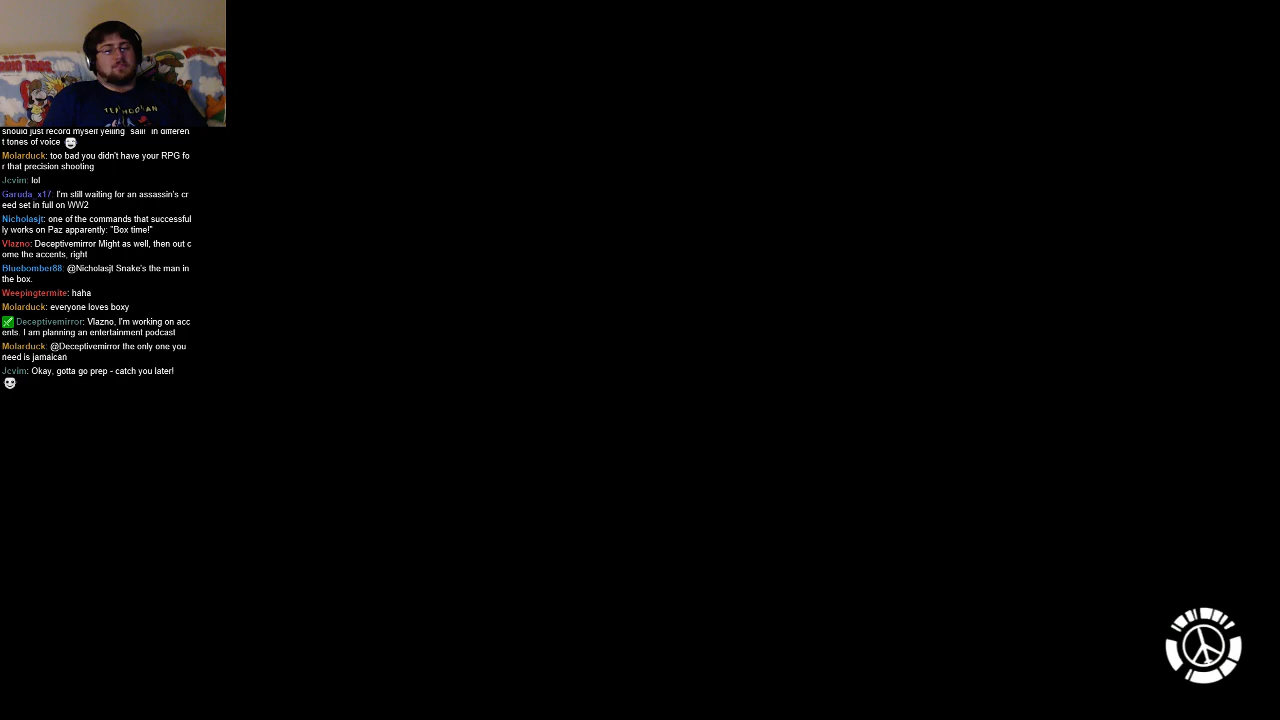 should just record myself yelling "salil" in differen
t tones of voice
Molarduck: too bad you didn't have your RPG fo
r that precision shooting
Jcvim: lol
Garuda_x17: I'm still waiting for an assassin's cr
eed set in full on WW2
Nicholasjt: one of the commands that successful
ly works on Paz apparently: "Box time!"
Vlazno: Deceptivemirror Might as well, then out c
ome the accents, right
Bluebomber88: @Nicholasjt Snake's the man in
the box.
Weepingtermite: haha
Molarduck: everyone loves boxy
Deceptivemirror: Vlazno, I'm working on acc
ents. I am planning an entertainment podcast
Molarduck: @Deceptivemirror the only one you
need is jamaican
Jcvim: Okay, gotta go prep - catch you later!